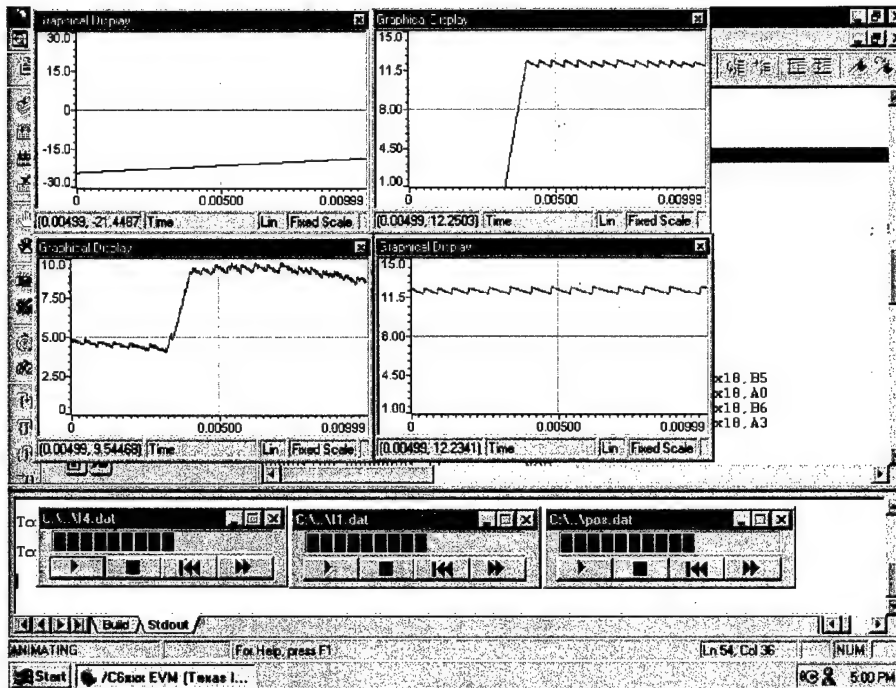 Graphical Display
30.0
15.0
0
-15.0
-30.0
0
0.00500
0.00999
(0.00499, -21.4487) Time Lin Fixed Scale
Graphical Display
15.0
11.5
8.00
4.50
1.00
0
0.00500
0.00999
(0.00499, 12.2503) Time Lin Fixed Scale
Graphical Display
10.0
7.50
5.00
2.50
0
0
0.00500
0.00999
(0.00499, 9.54468) Time Lin Fixed Scale
Graphical Display
15.0
11.5
8.00
4.50
1.00
0
0.00500
0.00999
(0.00499, 12.2341) Time Lin Fixed Scale
x18,B5
x18,A0
x18,B6
x18,A3
C:\..\I4.dat
C:\..\I1.dat
C:\..\pos.dat
Build Stdout
ANIMATING For Help, press F1 Ln 54, Col 36 NUM
Start /C6xxx EVM (Texas I... 5:00 PM